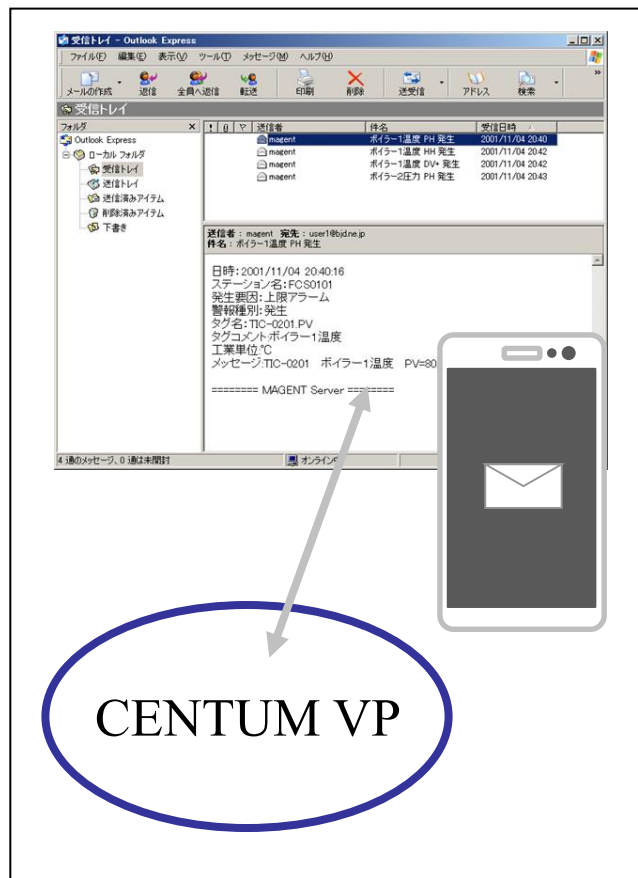 受信トレイ - Outlook Express
ファイル(F) 編集(E) 表示(V) ツール(T) メッセージ(M) ヘルプ(H)
メールの作成 返信 全員へ返信 転送 印刷 削除 送受信 アドレス 検索 »
受信トレイ
フォルダ ×
Outlook Express
ローカル フォルダ
受信トレイ
送信トレイ
送信済みアイテム
削除済みアイテム
下書き
! 送信者 件名 受信日時
magent ボイラー1温度 PH 発生 2001/11/04 20:40
magent ボイラー1温度 HH 発生 2001/11/04 20:42
magent ボイラー1温度 DV+ 発生 2001/11/04 20:42
magent ボイラー2圧力 PH 発生 2001/11/04 20:43
送信者: magent 宛先: user1@bjd.ne.jp
件名: ボイラー1温度 PH 発生
日時:2001/11/04 20:40:16
ステーション名:FCS0101
発生要因:上限アラーム
警報種別:発生
タグ名:TIC-0201.PV
タグコメント:ボイラー1温度
工業単位:℃
メッセージ:TIC-0201 ボイラー1温度 PV=80
======== MAGENT Server ========
4 通のメッセージ、0 通は未開封
オンライン
CENTUM VP